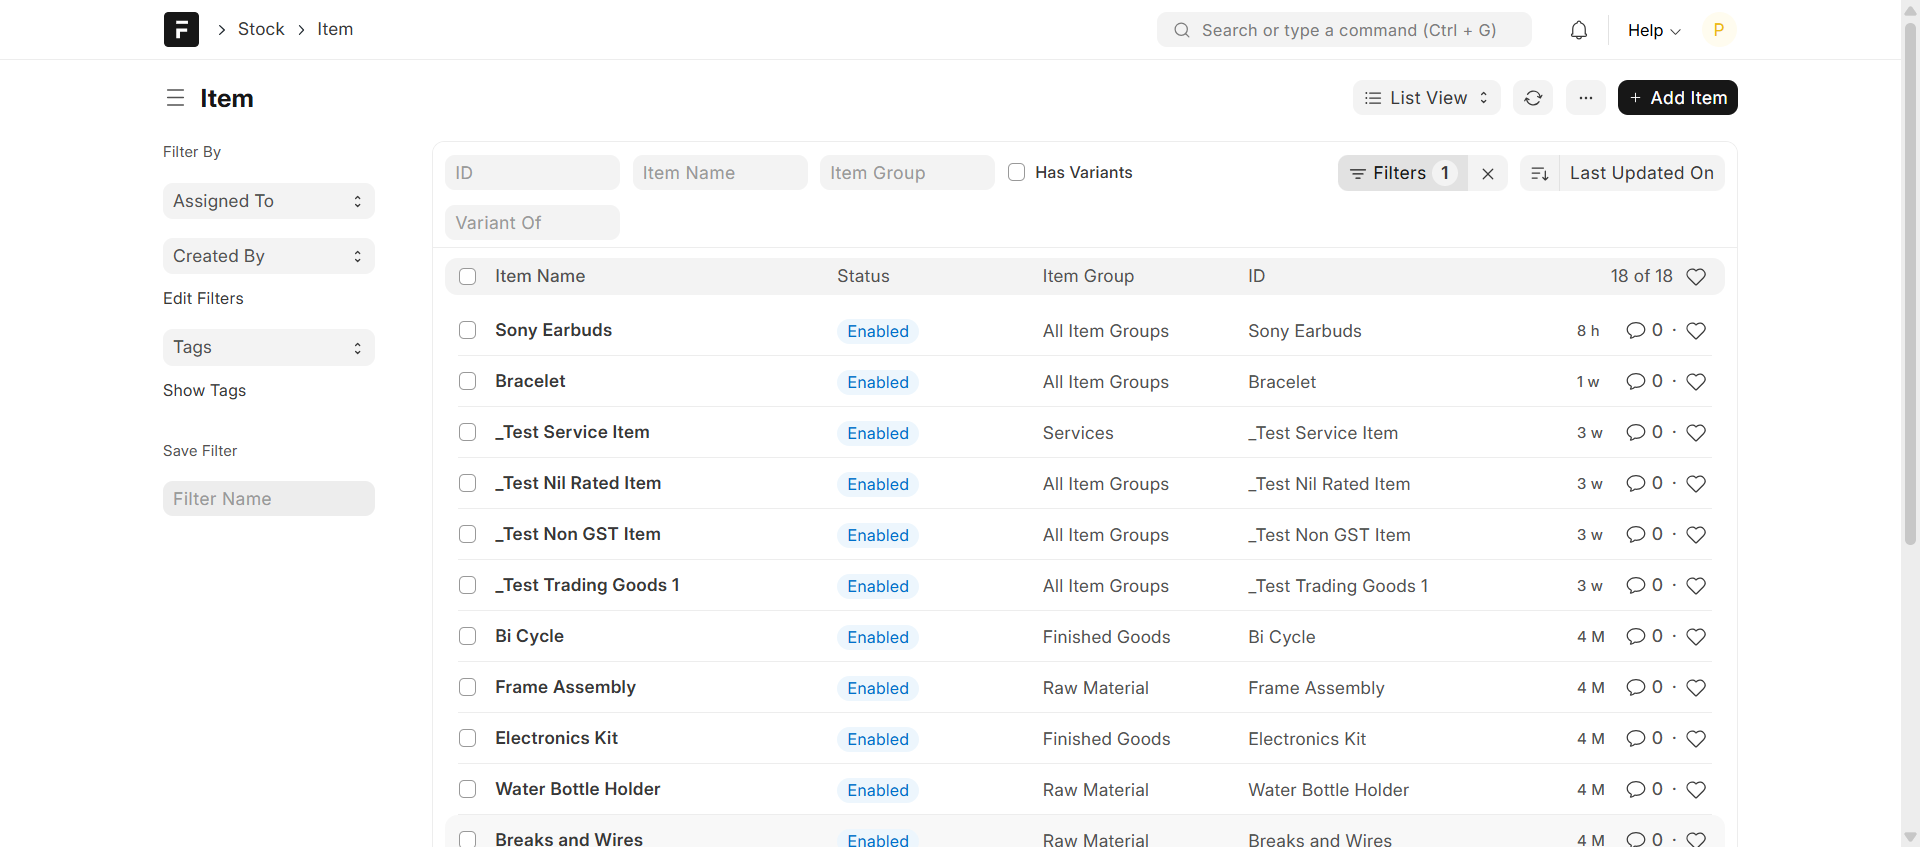 Stock
Item
Search or type a command (Ctrl + G)
Help
P
Item
List View
Add Item
Filter By
Assigned To
Created By
Edit Filters
Tags
Show Tags
Save Filter
Filter Name
ID
Item Name
Item Group
Has Variants
Filters 1
Last Updated On
Variant Of
Item Name Status Item Group ID 18 of 18
Sony Earbuds Enabled All Item Groups Sony Earbuds 8 h 0 ·
Bracelet Enabled All Item Groups Bracelet 1 w 0 ·
_Test Service Item Enabled Services _Test Service Item 3 w 0 ·
_Test Nil Rated Item Enabled All Item Groups _Test Nil Rated Item 3 w 0 ·
_Test Non GST Item Enabled All Item Groups _Test Non GST Item 3 w 0 ·
_Test Trading Goods 1 Enabled All Item Groups _Test Trading Goods 1 3 w 0 ·
Bi Cycle Enabled Finished Goods Bi Cycle 4 M 0 ·
Frame Assembly Enabled Raw Material Frame Assembly 4 M 0 ·
Electronics Kit Enabled Finished Goods Electronics Kit 4 M 0 ·
Water Bottle Holder Enabled Raw Material Water Bottle Holder 4 M 0 ·
Breaks and Wires Enabled Raw Material Breaks and Wires 4 M 0 ·